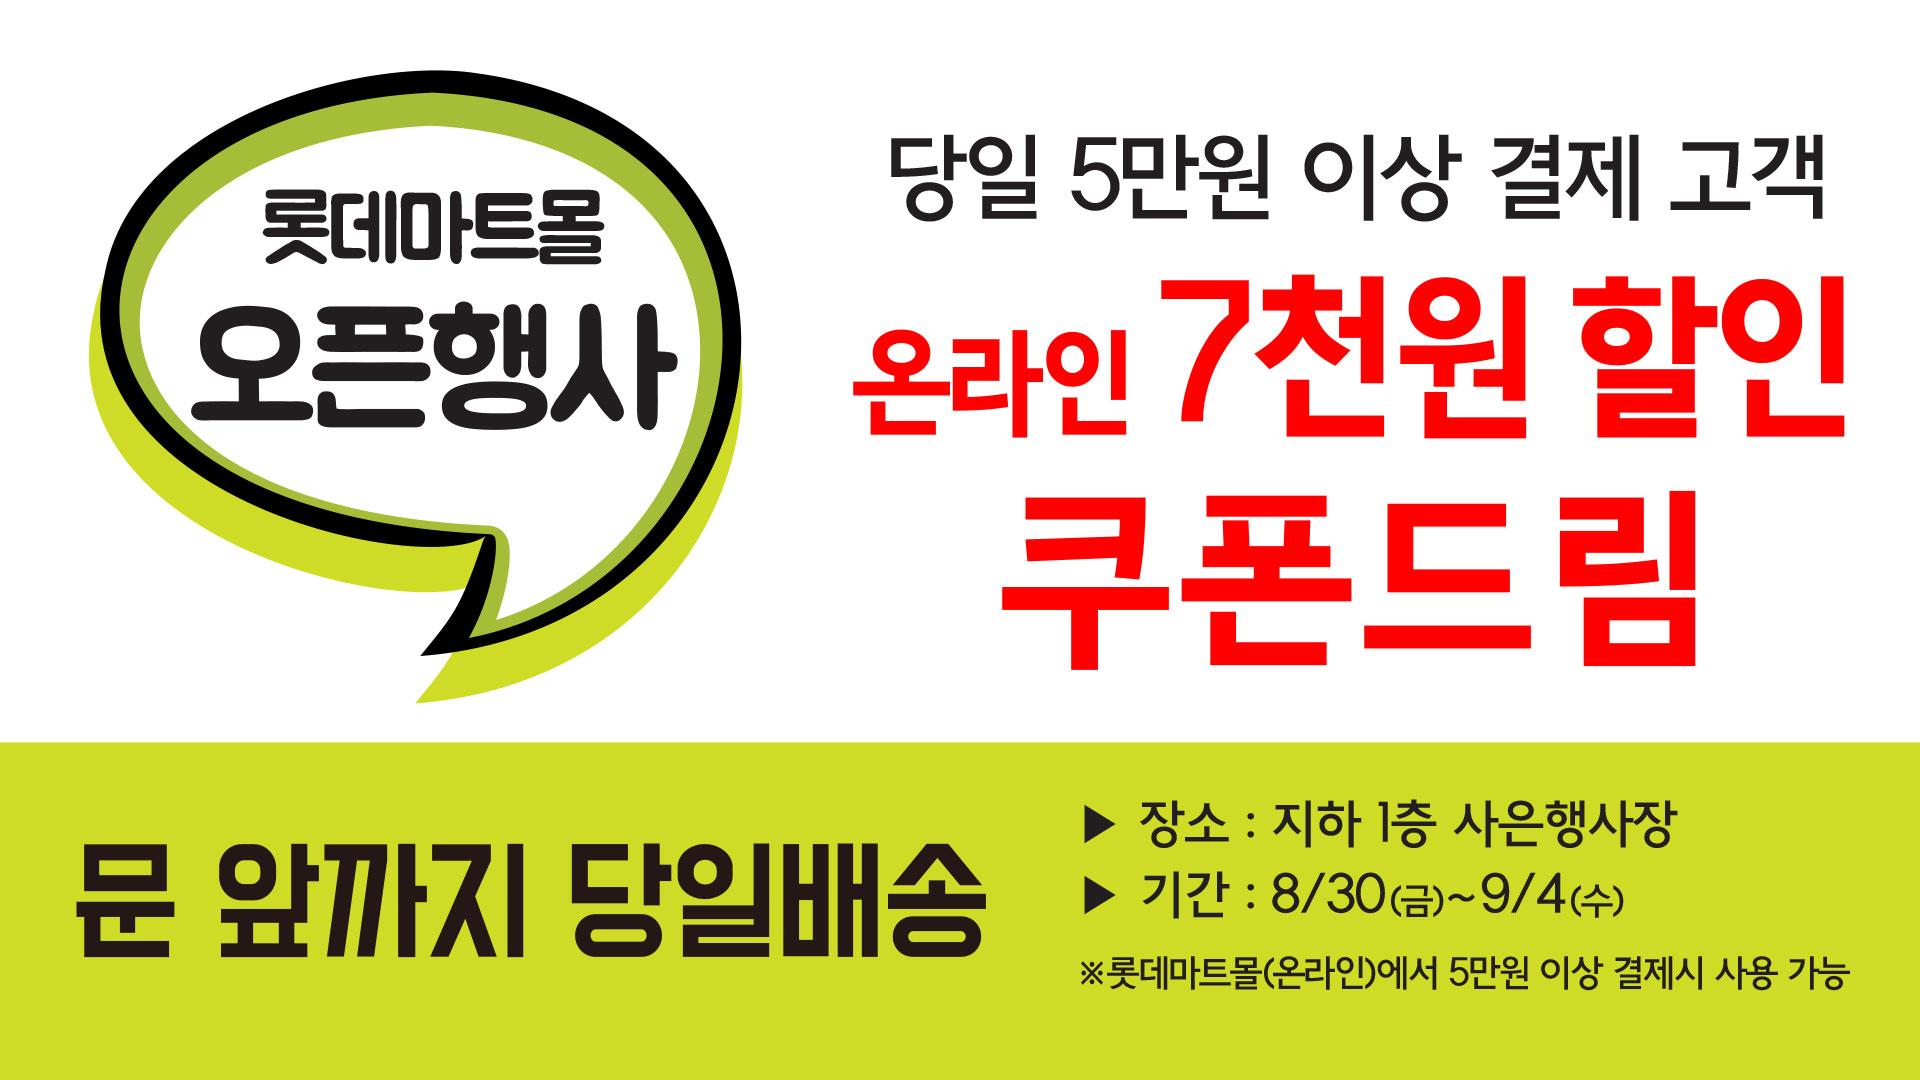 롯데마트몰
오픈행사
당일 5만원 이상 결제 고객
온라인 7천원 할인
쿠폰드림
문 앞까지 당일배송
▶ 장소 : 지하 1층 사은행사장
▶ 기간 : 8/30(금)~9/4(수)
※롯데마트몰(온라인)에서 5만원 이상 결제시 사용 가능